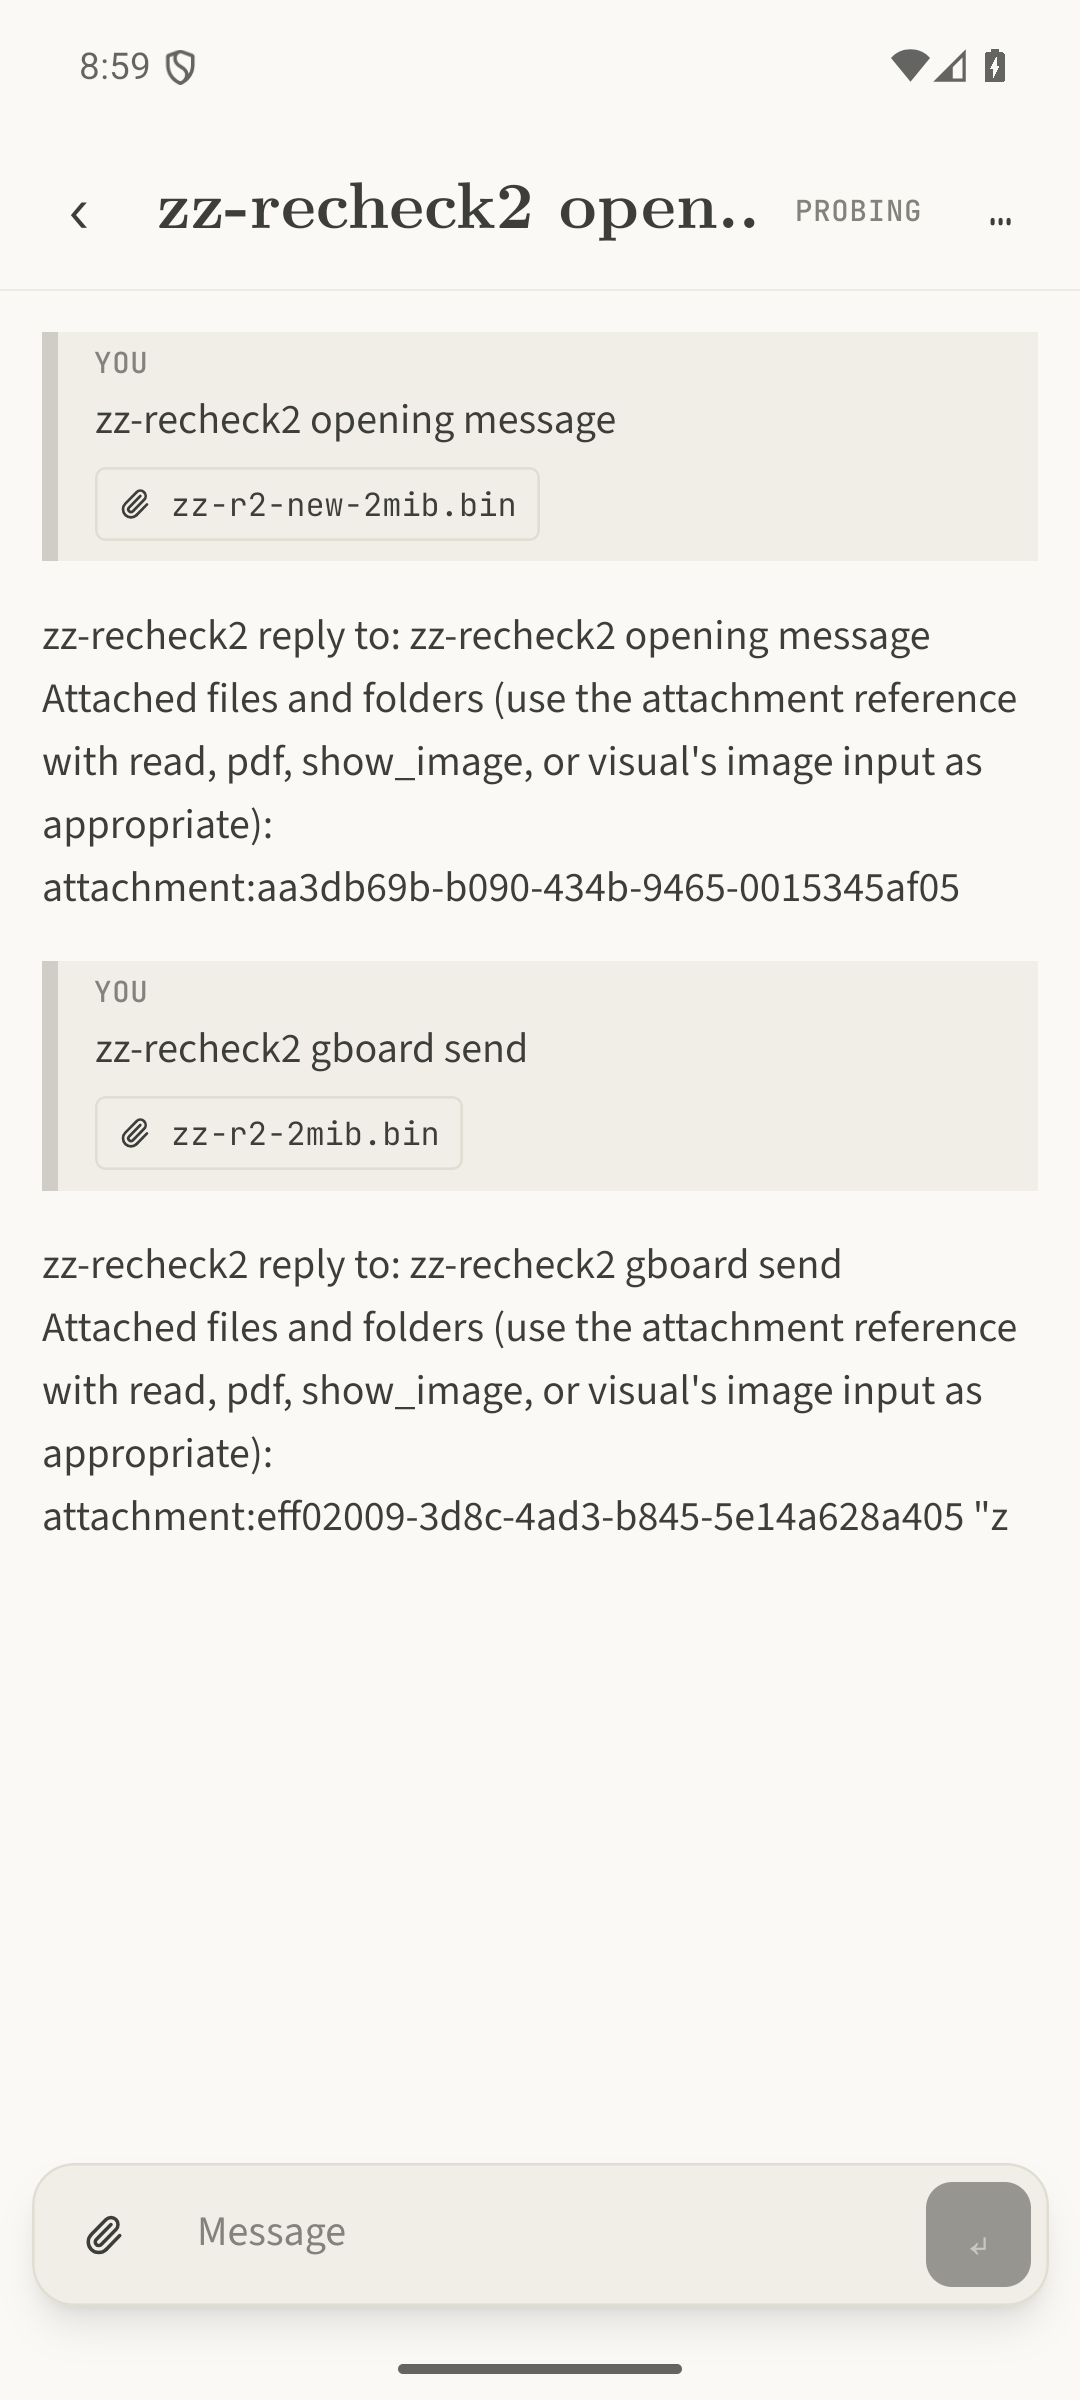 8:59
‹ zz-recheck2 open.. PROBING …
YOU
zz-recheck2 opening message
zz-r2-new-2mib.bin
zz-recheck2 reply to: zz-recheck2 opening message
Attached files and folders (use the attachment reference
with read, pdf, show_image, or visual's image input as
appropriate):
attachment:aa3db69b-b090-434b-9465-0015345af05
YOU
zz-recheck2 gboard send
zz-r2-2mib.bin
zz-recheck2 reply to: zz-recheck2 gboard send
Attached files and folders (use the attachment reference
with read, pdf, show_image, or visual's image input as
appropriate):
attachment:eff02009-3d8c-4ad3-b845-5e14a628a405 "z
Message